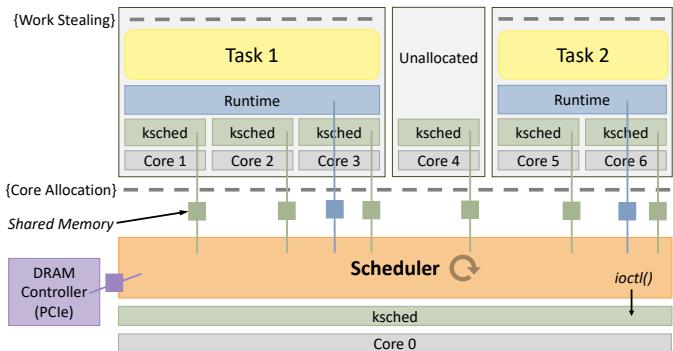 {Work Stealing}
Task 1
Unallocated
Task 2
Runtime
Runtime
ksched
ksched
ksched
ksched
ksched
ksched
Core 1
Core 2
Core 3
Core 4
Core 5
Core 6
{Core Allocation}
Shared Memory
DRAM
Controller
(PCIe)
Scheduler
ioctl()
ksched
Core 0